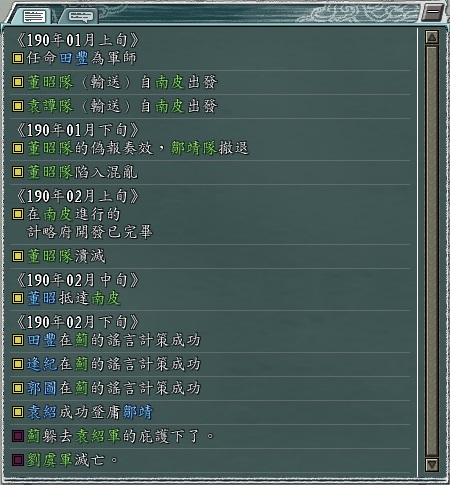 《190年01月上旬》
任命田豐為軍師
董昭隊（輸送）自南皮出發
袁譚隊（輸送）自南皮出發
《190年01月下旬》
董昭隊的偽報奏效，鄒靖隊撤退
董昭隊陷入混亂
《190年02月上旬》
在南皮進行的
計略府開發已完畢
董昭隊潰滅
《190年02月中旬》
董昭抵達南皮
《190年02月下旬》
田豐在薊的謠言計策成功
逢紀在薊的謠言計策成功
郭圖在薊的謠言計策成功
袁紹成功登庸鄒靖
薊躲去袁紹軍的庇護下了。
劉虞軍滅亡。